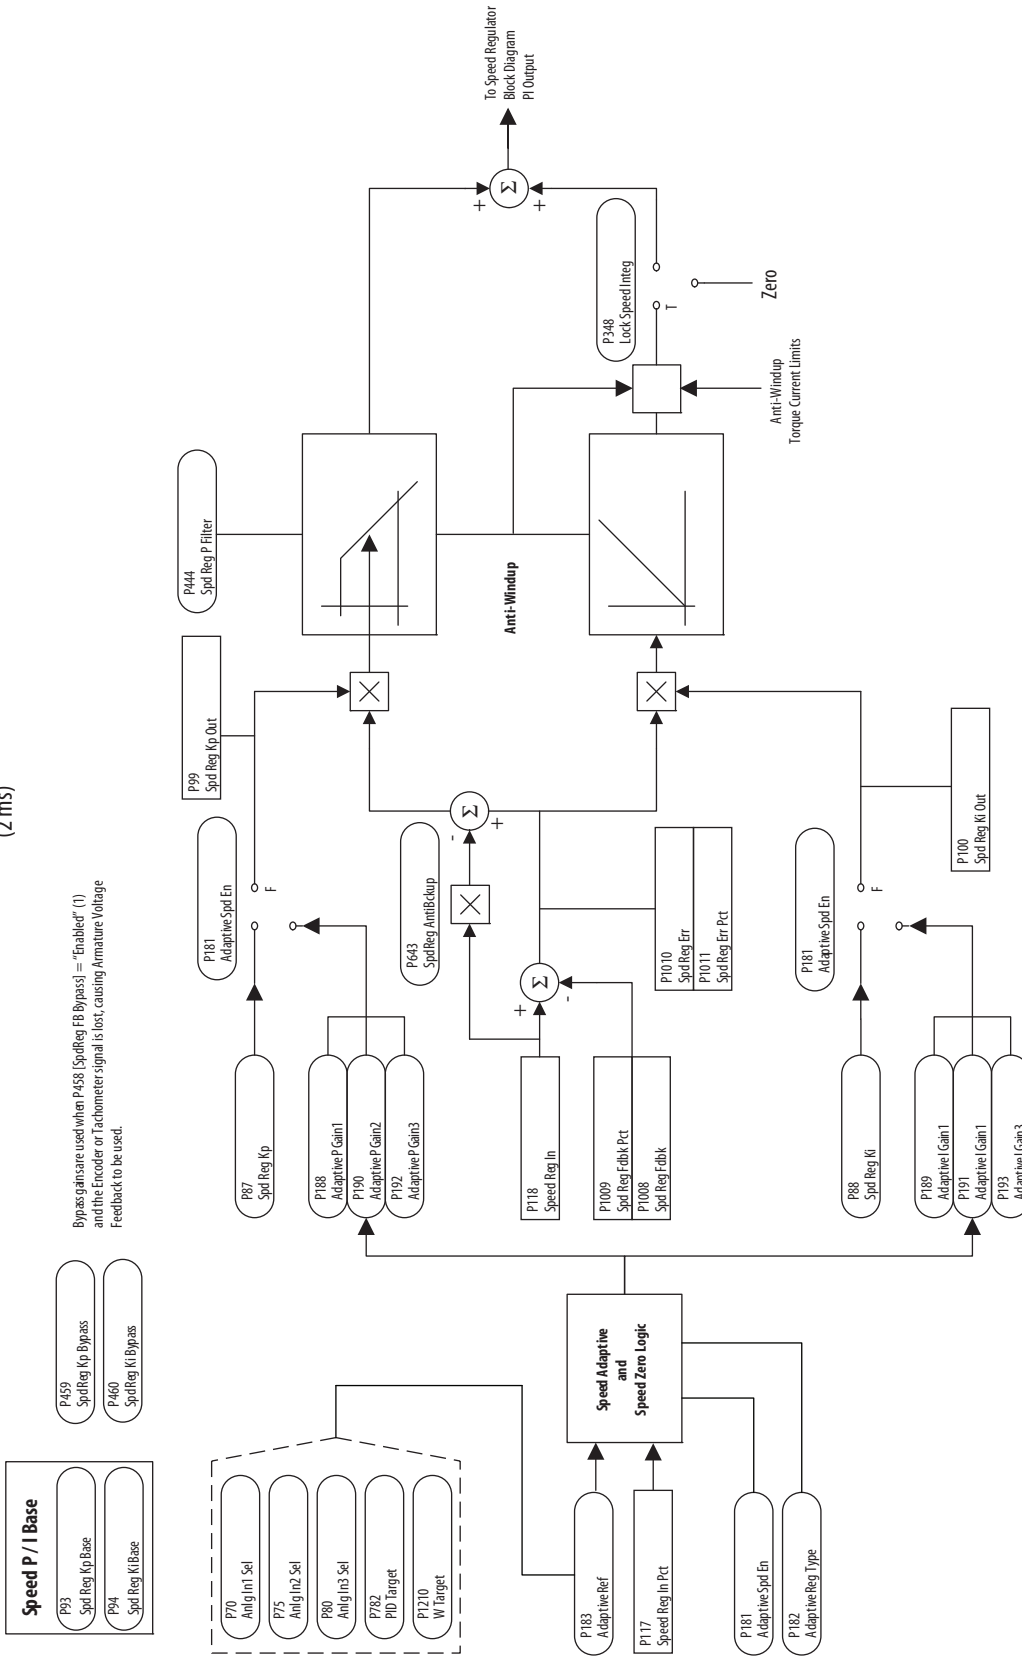 (2 ms)
Speed P / I Base
P93
Spd Reg Kp Base
P94
Spd Reg Ki Base
P459
SpdReg Kp Bypass
P460
SpdReg Ki Bypass
Bypass gains are used when P458 [SpdReg FB Bypass] = "Enabled" (1)
and the Encoder or Tachometer signal is lost, causing Armature Voltage
Feedback to be used.
P70
Anlg In1 Sel
P75
Anlg In2 Sel
P80
Anlg In3 Sel
P782
PID Target
P1210
W Target
P183
Adaptive Ref
P117
Speed Reg In Pct
P181
Adaptive Spd En
P182
Adaptive Reg Type
Speed Adaptive
and
Speed Zero Logic
P87
Spd Reg Kp
P188
Adaptive P Gain1
P190
Adaptive P Gain2
P192
Adaptive P Gain3
P118
Speed Reg In
P1009
Spd Reg Fdbk Pct
P1008
Spd Reg Fdbk
P88
Spd Reg Ki
P189
Adaptive I Gain1
P191
Adaptive I Gain1
P193
Adaptive I Gain3
P181
Adaptive Spd En
F
P99
Spd Reg Kp Out
P643
SpdReg AntiBckup
Σ
+
-
Σ
+
-
P1010
Spd Reg Err
P1011
Spd Reg Err Pct
P181
Adaptive Spd En
F
P100
Spd Reg Ki Out
P444
Spd Reg P Filter
Anti-Windup
P348
Lock Speed Integ
T
Zero
Anti-Windup
Torque Current Limits
Σ
+
+
To Speed Regulator
Block Diagram
PI Output